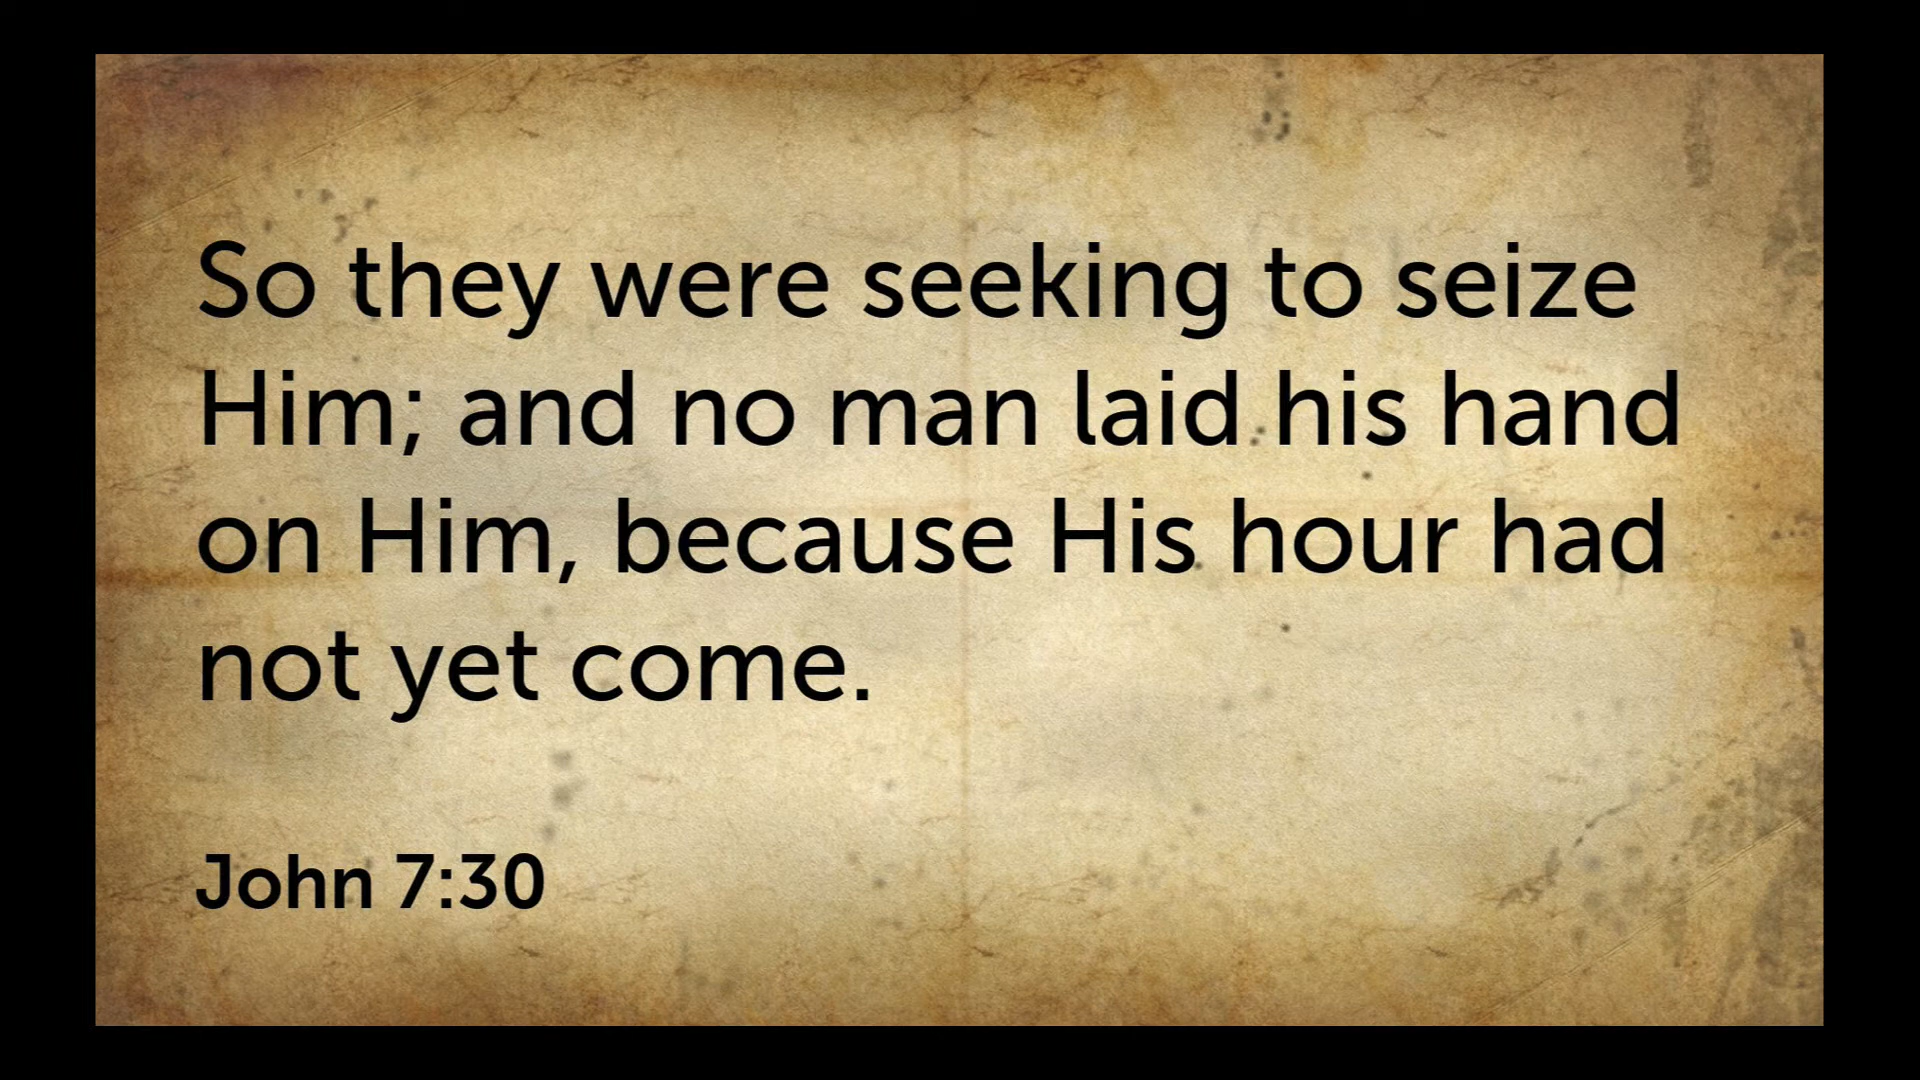 So they were seeking to seize
Him; and no man laid his hand
on Him, because His hour had
not yet come.
John 7:30